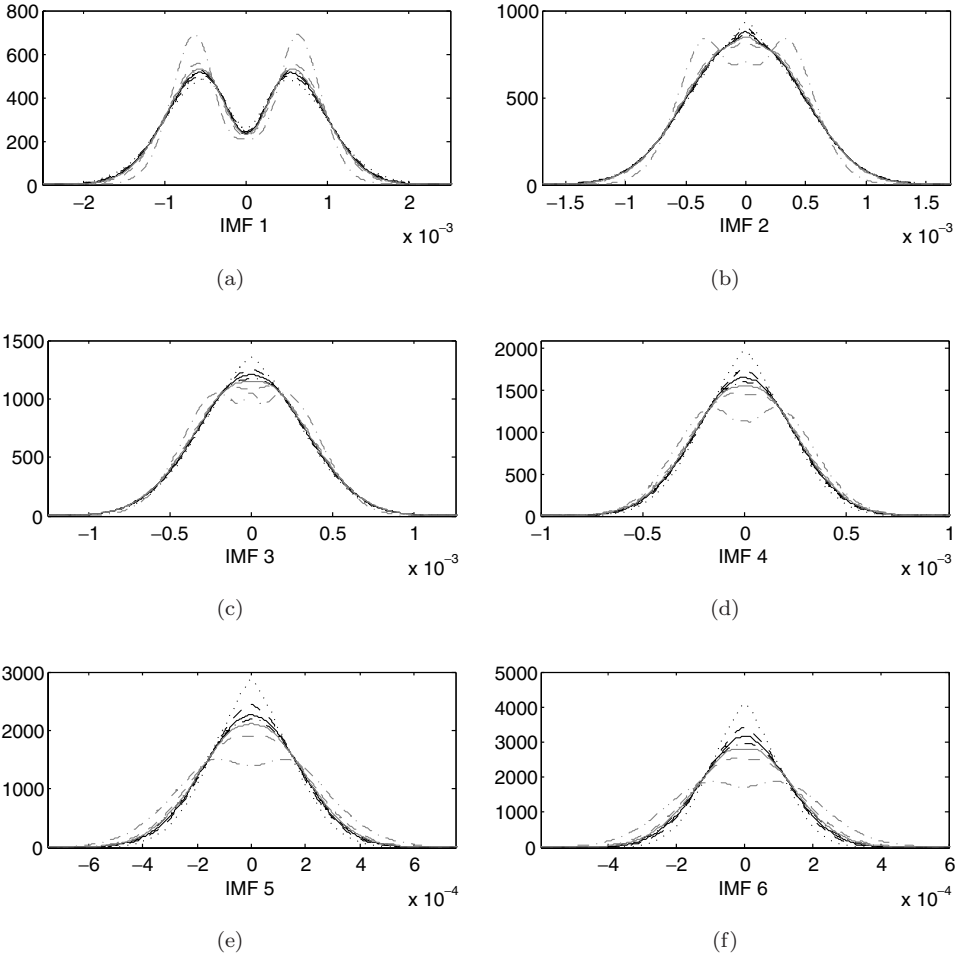 800
600
400
200
0
−2 −1 0 1 2
IMF 1
x 10⁻³
(a)
1000
500
0
−1.5 −1 −0.5 0 0.5 1 1.5
IMF 2
x 10⁻³
(b)
1500
1000
500
0
−1 −0.5 0 0.5 1
IMF 3
x 10⁻³
(c)
2000
1500
1000
500
0
−1 −0.5 0 0.5 1
IMF 4
x 10⁻³
(d)
3000
2000
1000
0
−6 −4 −2 0 2 4 6
IMF 5
x 10⁻⁴
(e)
5000
4000
3000
2000
1000
0
−4 −2 0 2 4 6
IMF 6
x 10⁻⁴
(f)